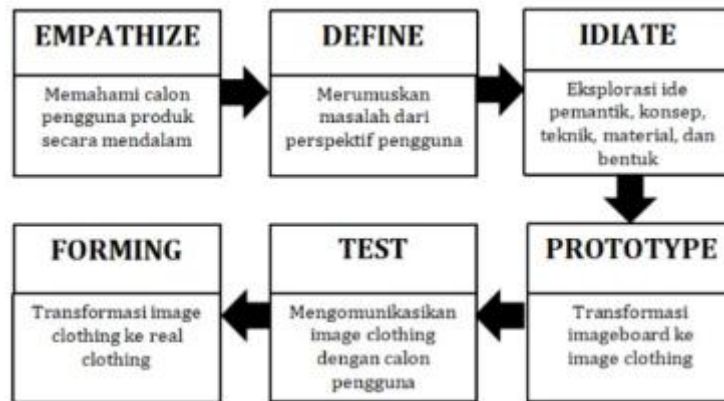 EMPATHIZE
Memahami calon
pengguna produk
secara mendalam
DEFINE
Merumuskan
masalah dari
perspektif pengguna
IDIATE
Eksplorasi ide
pemantik, konsep,
teknik, material, dan
bentuk
PROTOTYPE
Transformasi
imageboard ke
image clothing
TEST
Mengomunikasikan
image clothing
dengan calon
pengguna
FORMING
Transformasi image
clothing ke real
clothing